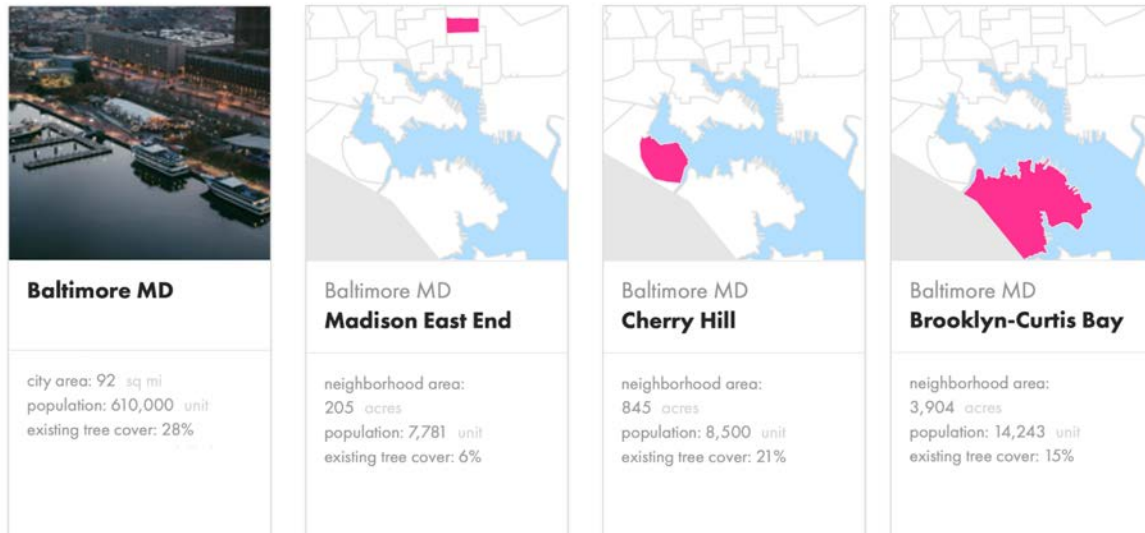 Baltimore MD
city area: 92 sq mi
population: 610,000 unit
existing tree cover: 28%
Baltimore MD
Madison East End
neighborhood area:
205 acres
population: 7,781 unit
existing tree cover: 6%
Baltimore MD
Cherry Hill
neighborhood area:
845 acres
population: 8,500 unit
existing tree cover: 21%
Baltimore MD
Brooklyn-Curtis Bay
neighborhood area:
3,904 acres
population: 14,243 unit
existing tree cover: 15%